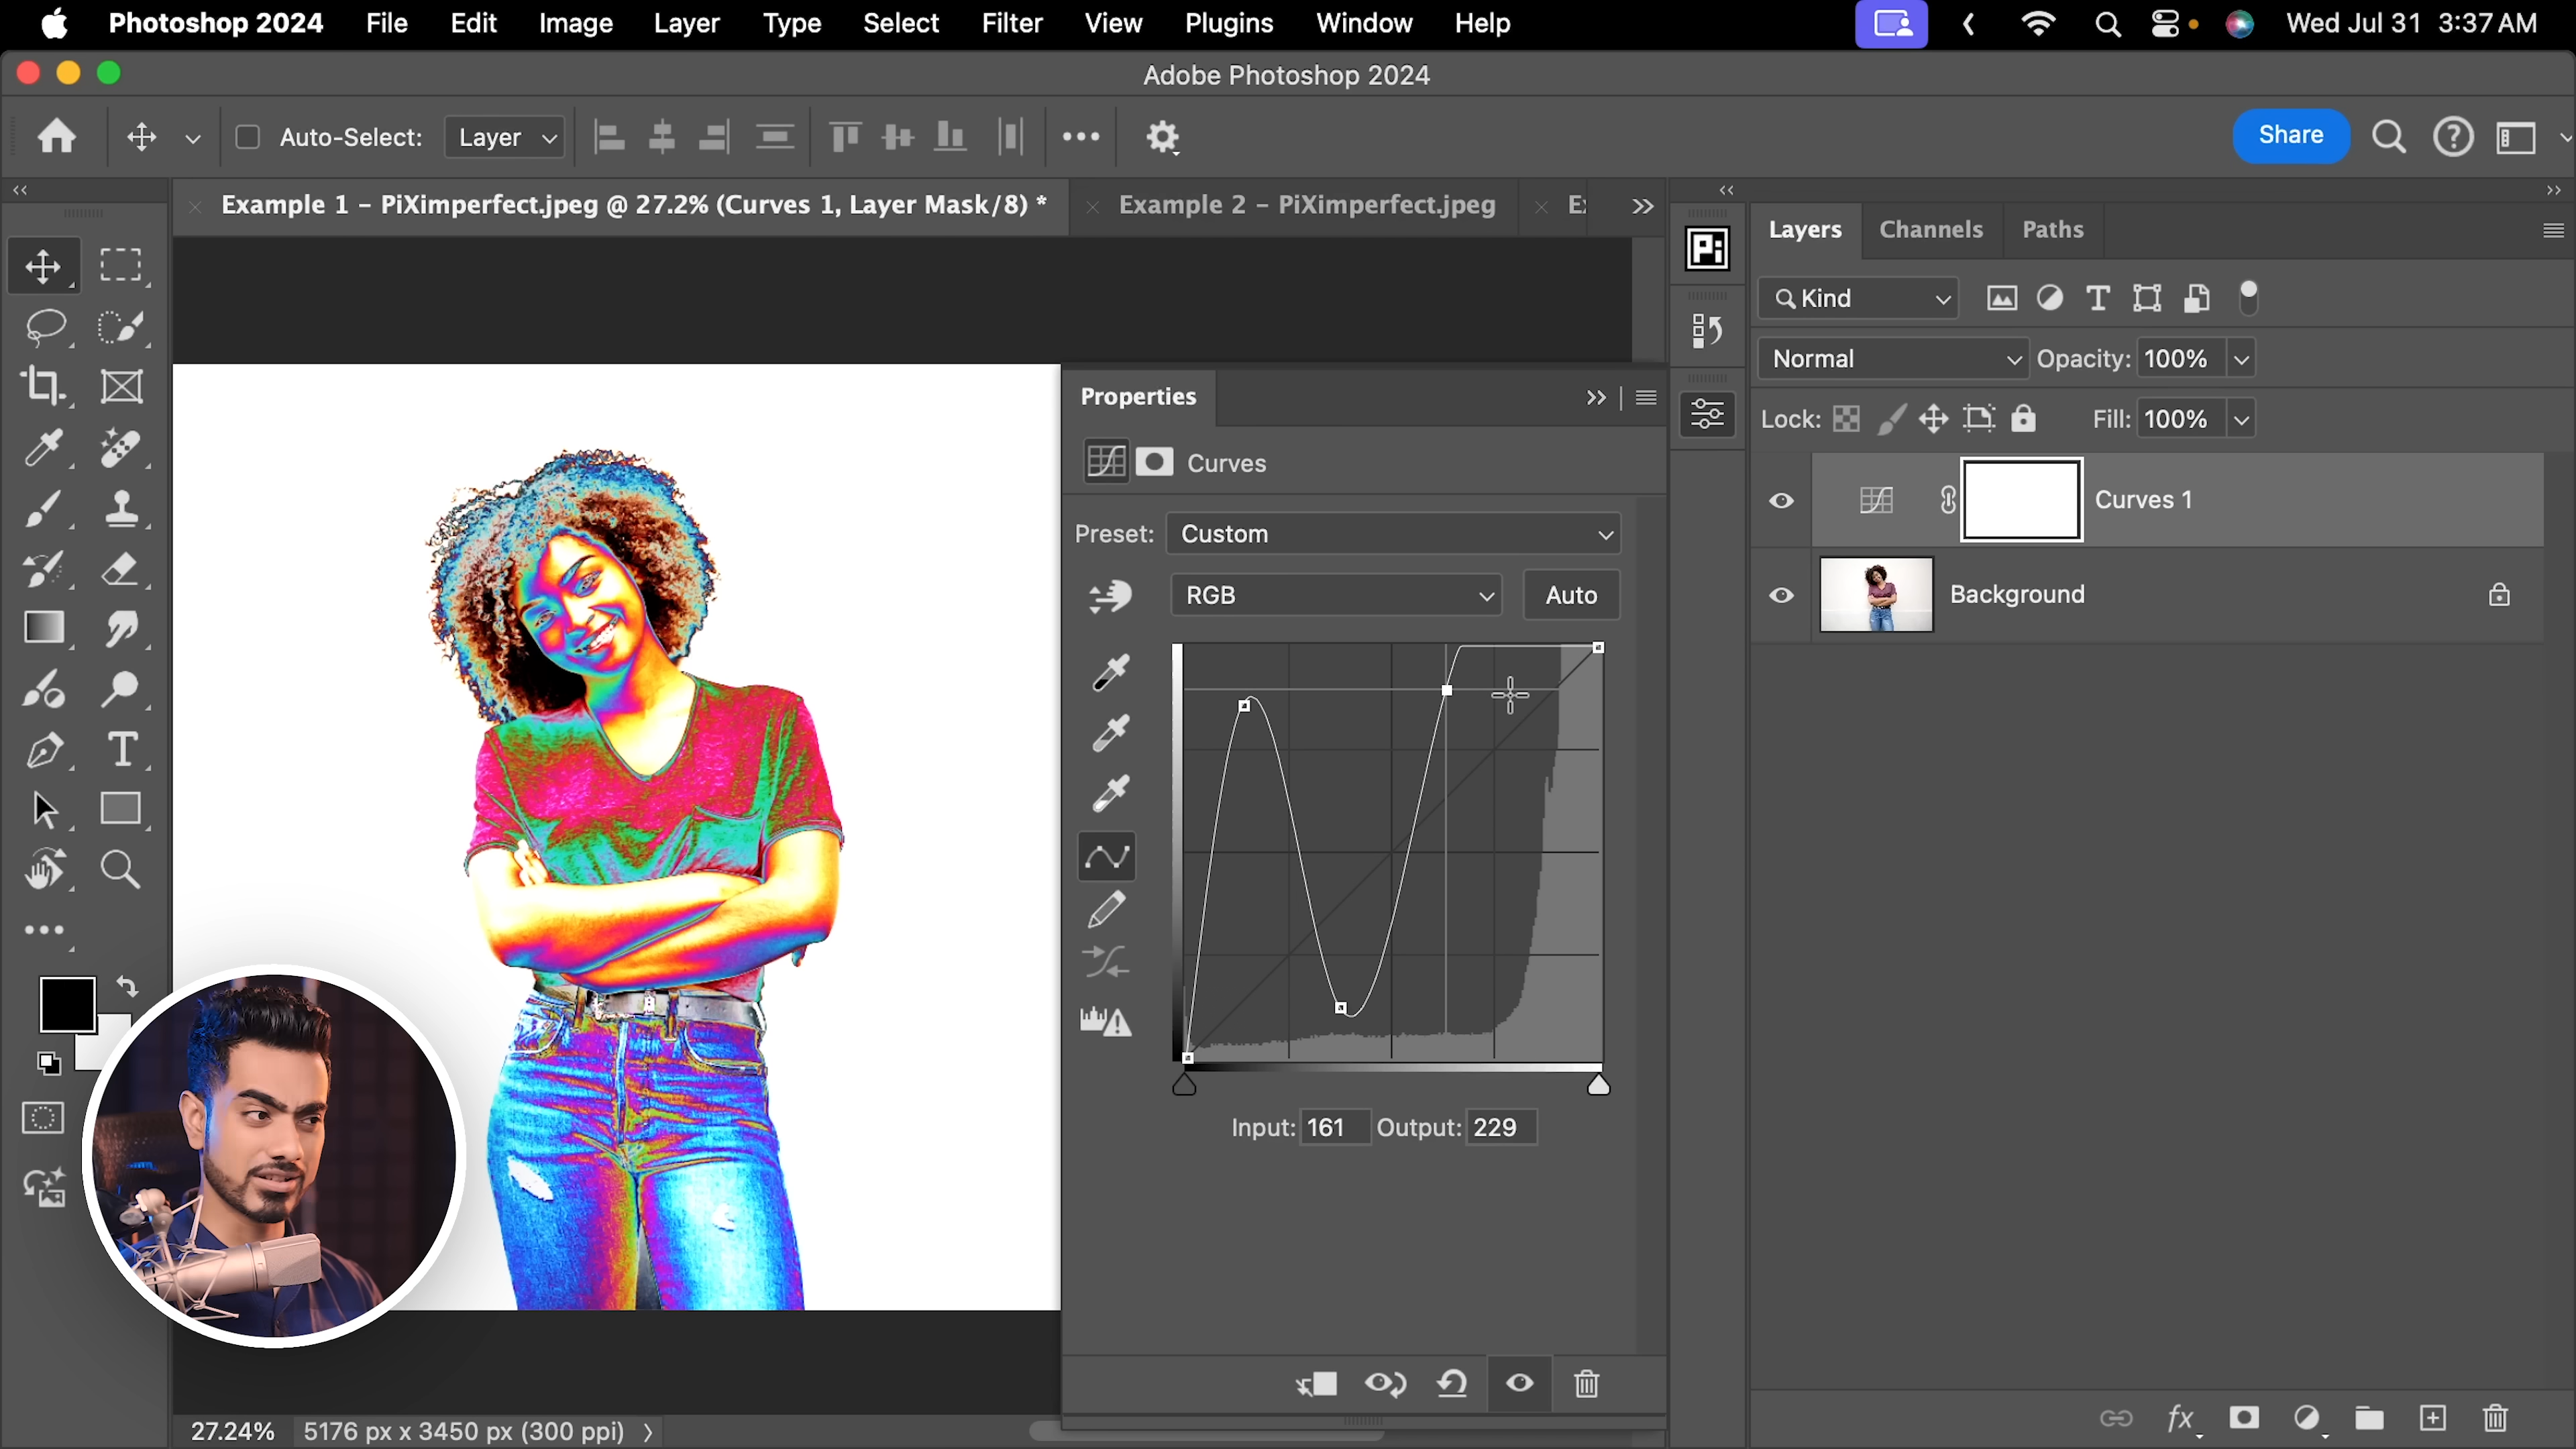 Photoshop 2024 File Edit Image Layer Type Select Filter View Plugins Window Help Wed Jul 31 3:37 AM
Adobe Photoshop 2024
Auto-Select: Layer Share
Example 1 – PiXimperfect.jpeg @ 27.2% (Curves 1, Layer Mask/8) * Example 2 – PiXimperfect.jpeg
Pi
Layers Channels Paths
Kind
Normal Opacity: 100%
Lock: Fill: 100%
Curves 1
Background
Properties
Curves
Preset: Custom
RGB Auto
Input: 161 Output: 229
27.24% 5176 px x 3450 px (300 ppi)
fx